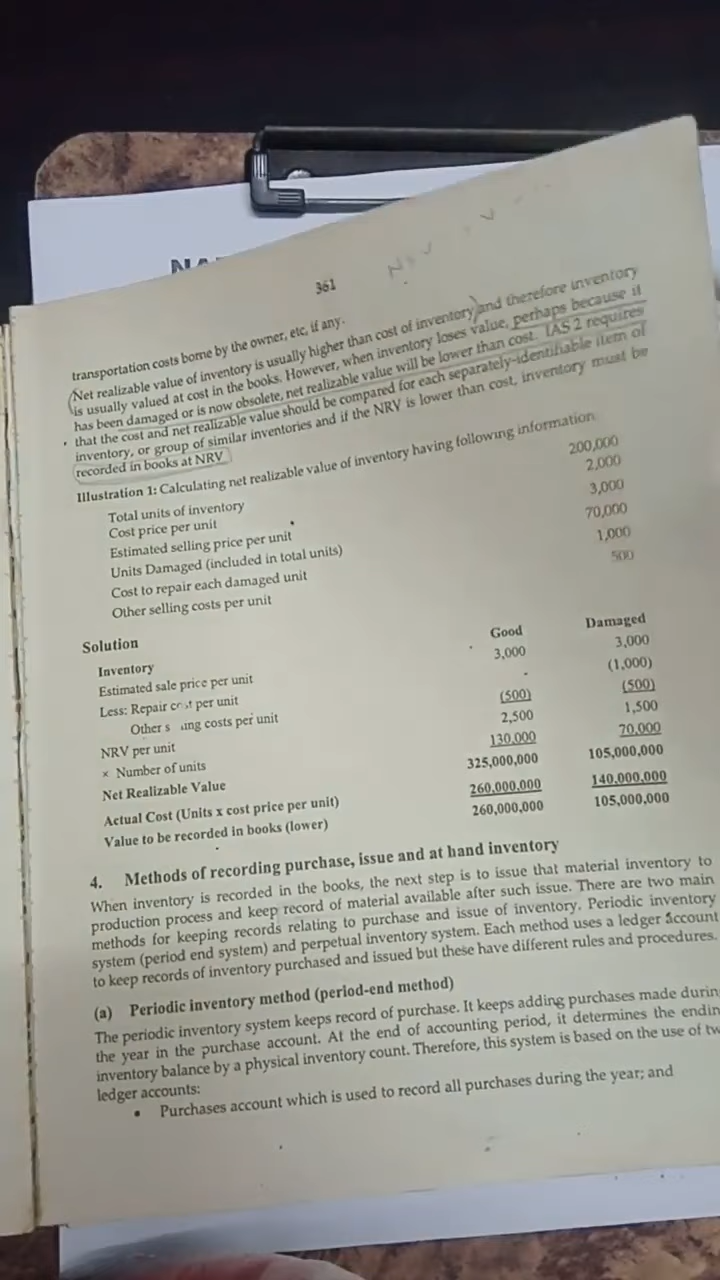 NA
361
NRV
transportation costs borne by the owner, etc, if any.
Net realizable value of inventory is usually higher than cost of inventory and therefore inventory
is usually valued at cost in the books. However, when inventory loses value, perhaps because it
has been damaged or is now obsolete, net realizable value will be lower than cost. IAS 2 requires
that the cost and net realizable value should be compared for each separately-identifiable item of
inventory, or group of similar inventories and if the NRV is lower than cost, inventory must be
recorded in books at NRV
Illustration 1: Calculating net realizable value of inventory having following information
Total units of inventory 200,000
Cost price per unit 2,000
Estimated selling price per unit 3,000
Units Damaged (included in total units) 70,000
Cost to repair each damaged unit 1,000
Other selling costs per unit 500
Solution
Inventory Good Damaged
Estimated sale price per unit 3,000 3,000
Less: Repair cost per unit - (1,000)
Other s ing costs per unit (500) (500)
NRV per unit 2,500 1,500
× Number of units 130,000 70,000
Net Realizable Value 325,000,000 105,000,000
Actual Cost (Units x cost price per unit) 260,000,000 140,000,000
Value to be recorded in books (lower) 260,000,000 105,000,000
4. Methods of recording purchase, issue and at hand inventory
When inventory is recorded in the books, the next step is to issue that material inventory to
production process and keep record of material available after such issue. There are two main
methods for keeping records relating to purchase and issue of inventory. Periodic inventory
system (period end system) and perpetual inventory system. Each method uses a ledger account
to keep records of inventory purchased and issued but these have different rules and procedures.
(a) Periodic inventory method (period-end method)
The periodic inventory system keeps record of purchase. It keeps adding purchases made durin
the year in the purchase account. At the end of accounting period, it determines the endin
inventory balance by a physical inventory count. Therefore, this system is based on the use of tw
ledger accounts:
• Purchases account which is used to record all purchases during the year; and